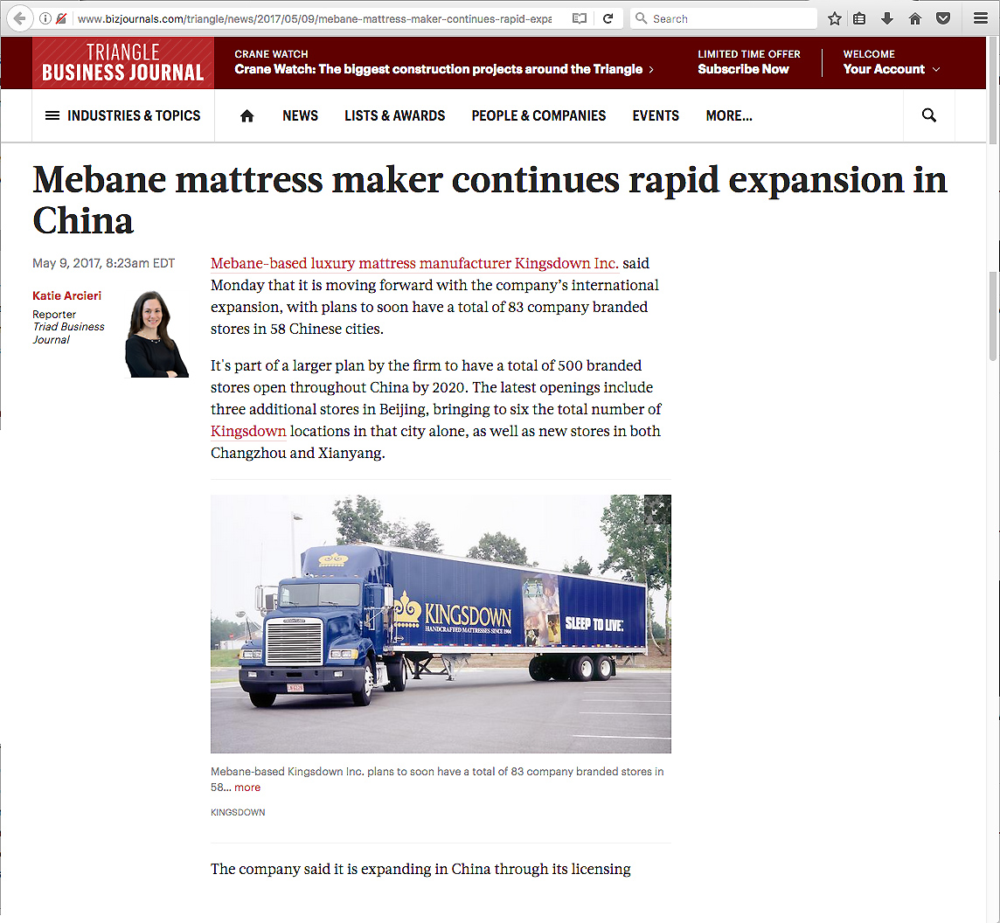 www.bizjournals.com/triangle/news/2017/05/09/mebane-mattress-maker-continues-rapid-expa
Search
TRIANGLE
BUSINESS JOURNAL
CRANE WATCH
Crane Watch: The biggest construction projects around the Triangle
LIMITED TIME OFFER
Subscribe Now
WELCOME
Your Account
INDUSTRIES & TOPICS
NEWS
LISTS & AWARDS
PEOPLE & COMPANIES
EVENTS
MORE...
Mebane mattress maker continues rapid expansion in
China
May 9, 2017, 8:23am EDT
Katie Arcieri
Reporter
Triad Business
Journal
Mebane-based luxury mattress manufacturer Kingsdown Inc. said
Monday that it is moving forward with the company's international
expansion, with plans to soon have a total of 83 company branded
stores in 58 Chinese cities.
It's part of a larger plan by the firm to have a total of 500 branded
stores open throughout China by 2020. The latest openings include
three additional stores in Beijing, bringing to six the total number of
Kingsdown locations in that city alone, as well as new stores in both
Changzhou and Xianyang.
KINGSDOWN
HANDCRAFTED MATTRESSES SINCE 1904
SLEEP TO LIVE
Mebane-based Kingsdown Inc. plans to soon have a total of 83 company branded stores in
58... more
KINGSDOWN
The company said it is expanding in China through its licensing